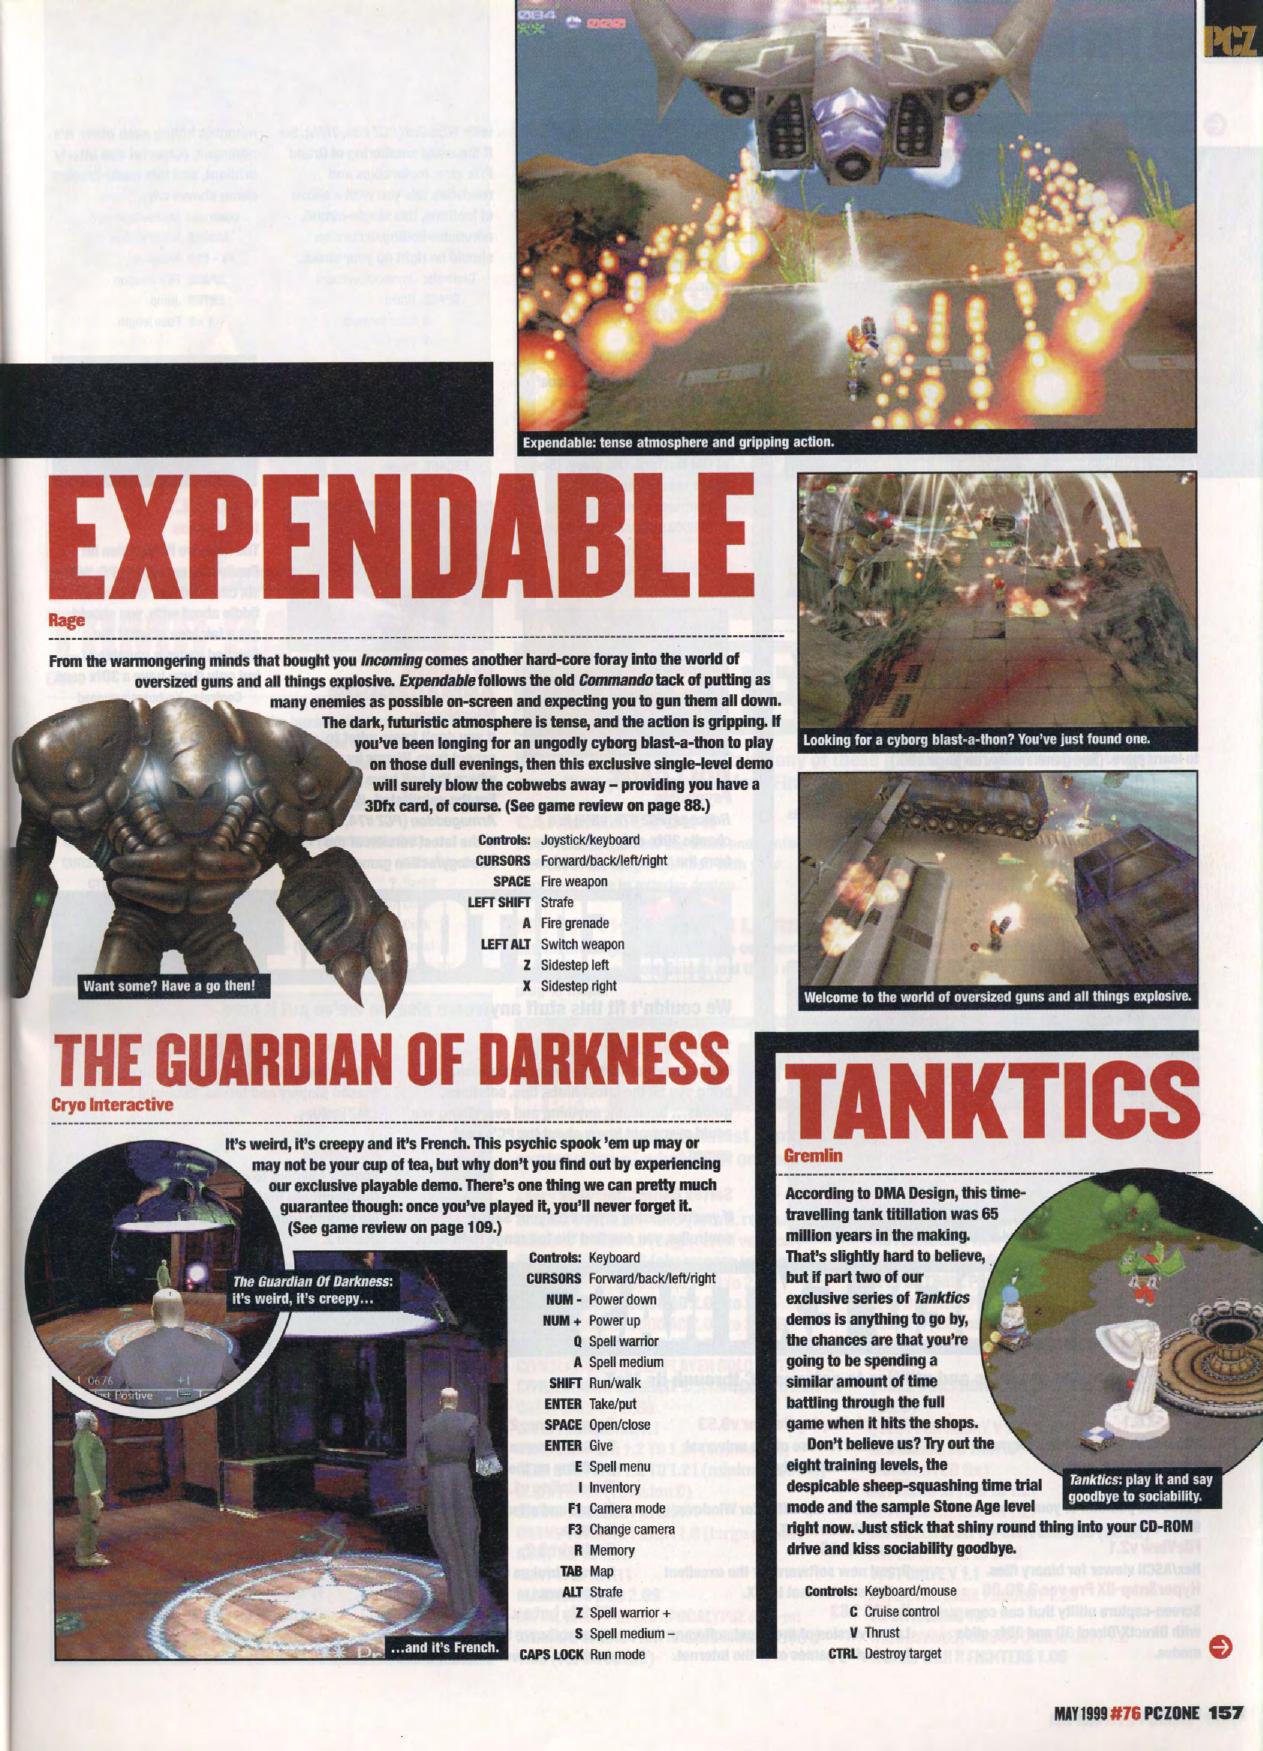 084
000
PCZ
Expendable: tense atmosphere and gripping action.
EXPENDABLE
Rage
From the warmongering minds that bought you Incoming comes another hard-core foray into the world of
oversized guns and all things explosive. Expendable follows the old Commando tack of putting as
many enemies as possible on-screen and expecting you to gun them all down.
The dark, futuristic atmosphere is tense, and the action is gripping. If
you've been longing for an ungodly cyborg blast-a-thon to play
on those dull evenings, then this exclusive single-level demo
will surely blow the cobwebs away – providing you have a
3Dfx card, of course. (See game review on page 88.)
Controls: Joystick/keyboard
CURSORS Forward/back/left/right
SPACE Fire weapon
LEFT SHIFT Strafe
A Fire grenade
LEFT ALT Switch weapon
Z Sidestep left
X Sidestep right
Want some? Have a go then!
Looking for a cyborg blast-a-thon? You've just found one.
Welcome to the world of oversized guns and all things explosive.
THE GUARDIAN OF DARKNESS
Cryo Interactive
It's weird, it's creepy and it's French. This psychic spook 'em up may or
may not be your cup of tea, but why don't you find out by experiencing
our exclusive playable demo. There's one thing we can pretty much
guarantee though: once you've played it, you'll never forget it.
(See game review on page 109.)
The Guardian Of Darkness:
it's weird, it's creepy...
0676 +1
Positive
...and it's French.
Controls: Keyboard
CURSORS Forward/back/left/right
NUM - Power down
NUM + Power up
Q Spell warrior
A Spell medium
SHIFT Run/walk
ENTER Take/put
SPACE Open/close
ENTER Give
E Spell menu
I Inventory
F1 Camera mode
F3 Change camera
R Memory
TAB Map
ALT Strafe
Z Spell warrior +
S Spell medium –
CAPS LOCK Run mode
TANKTICS
Gremlin
According to DMA Design, this time-
travelling tank titillation was 65
million years in the making.
That's slightly hard to believe,
but if part two of our
exclusive series of Tanktics
demos is anything to go by,
the chances are that you're
going to be spending a
similar amount of time
battling through the full
game when it hits the shops.
Don't believe us? Try out the
eight training levels, the
despicable sheep-squashing time trial
mode and the sample Stone Age level
right now. Just stick that shiny round thing into your CD-ROM
drive and kiss sociability goodbye.
Tanktics: play it and say
goodbye to sociability.
Controls: Keyboard/mouse
C Cruise control
V Thrust
CTRL Destroy target
MAY 1999 #76 PC ZONE 157